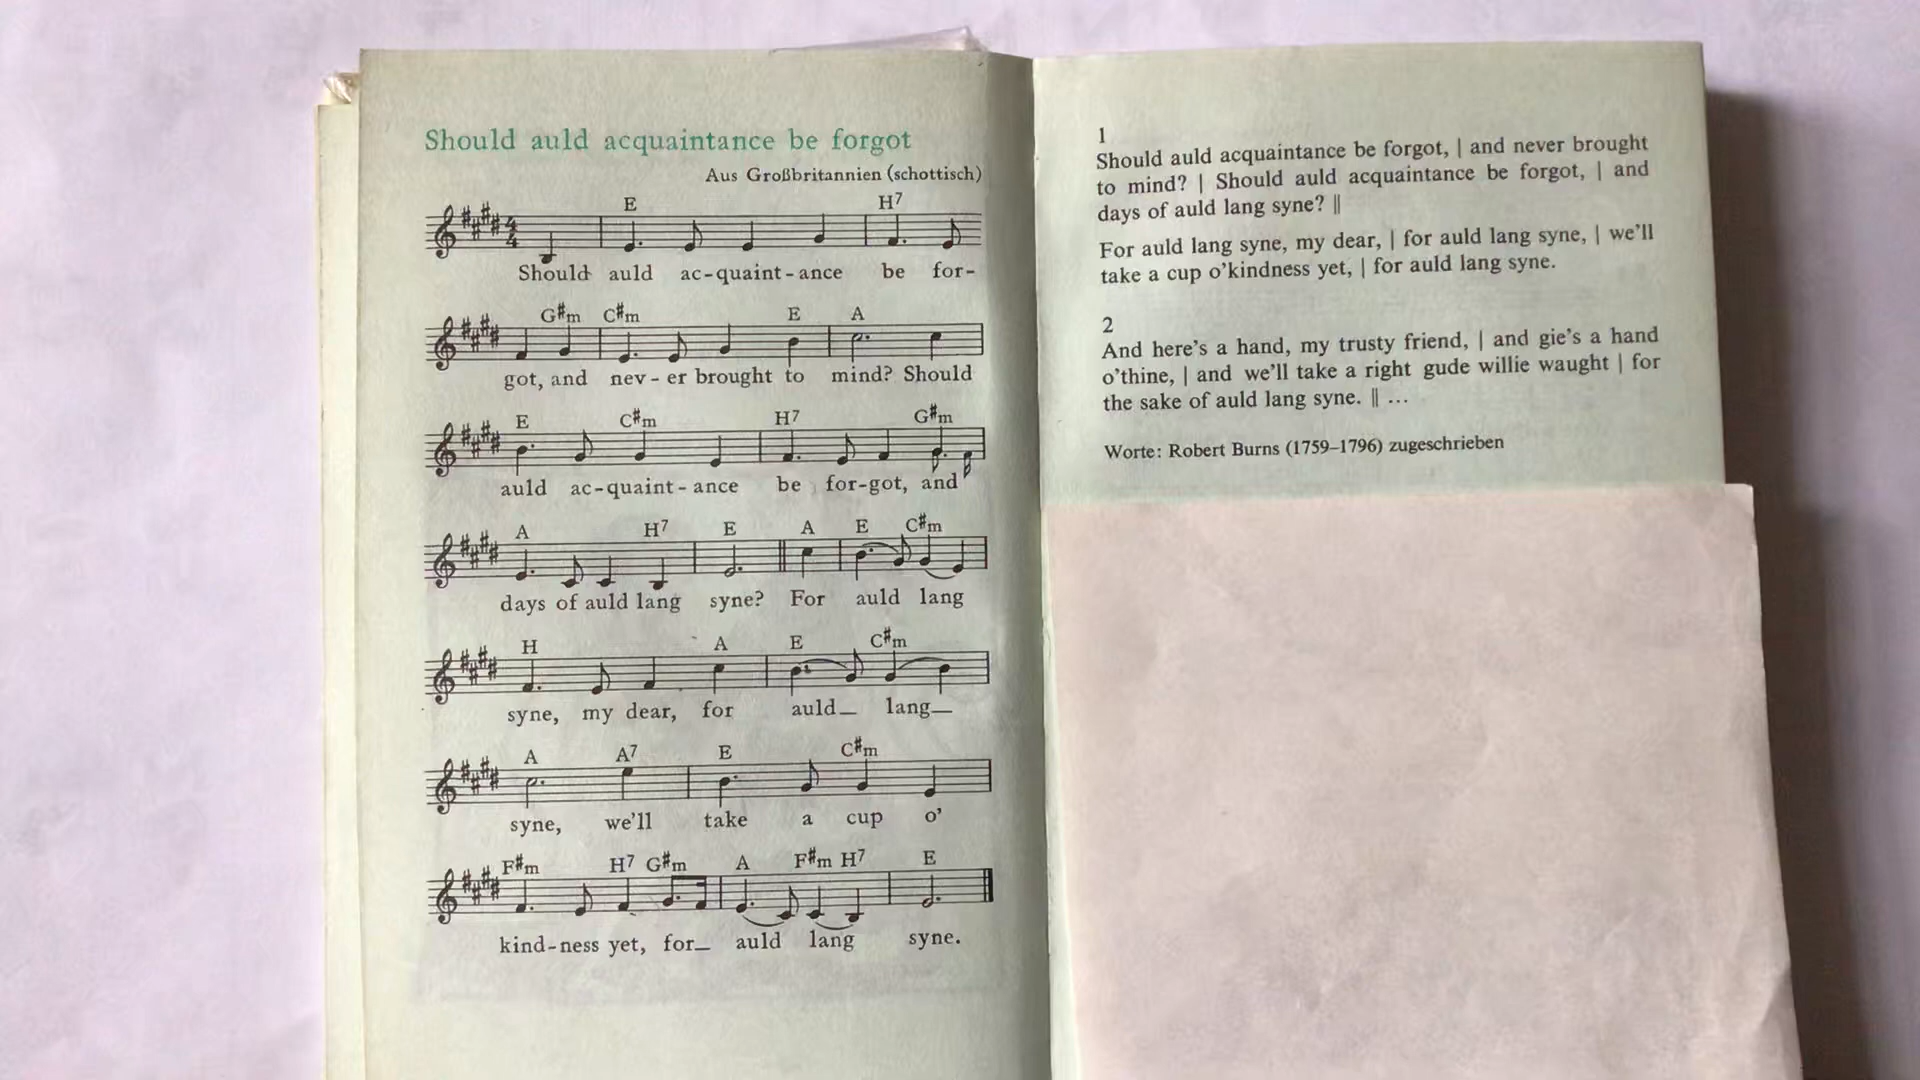 Should auld acquaintance be forgot
Aus Großbritannien (schottisch)
E H7
4
4
Should auld ac-quaint-ance be for-
G#m C#m E A
got, and nev-er brought to mind? Should
E C#m H7 G#m
auld ac-quaint-ance be for-got, and
A H7 E A E C#m
days of auld lang syne? For auld lang
H A E C#m
syne, my dear, for auld_ lang_
A A7 E C#m
syne, we'll take a cup o'
F#m H7 G#m A F#m H7 E
kind-ness yet, for_ auld lang syne.
1
Should auld acquaintance be forgot, | and never brought
to mind? | Should auld acquaintance be forgot, | and
days of auld lang syne? ||
For auld lang syne, my dear, | for auld lang syne, | we'll
take a cup o'kindness yet, | for auld lang syne.
2
And here's a hand, my trusty friend, | and gie's a hand
o'thine, | and we'll take a right gude willie waught | for
the sake of auld lang syne. || ...
Worte: Robert Burns (1759–1796) zugeschrieben